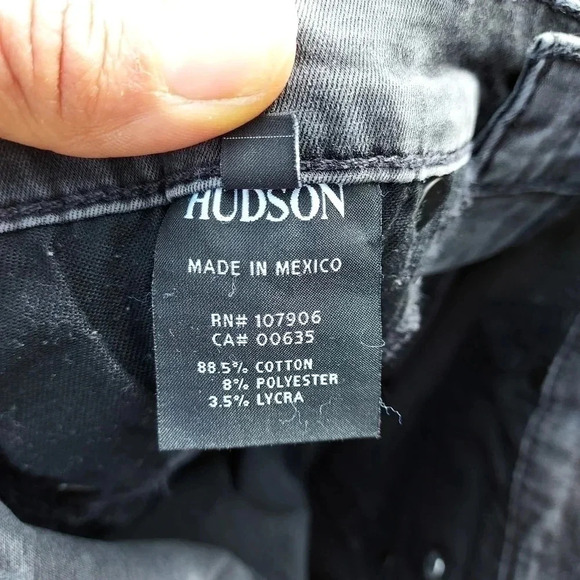 HUDSON
MADE IN MEXICO
RN# 107906
CA# 00635
88.5% COTTON
8% POLYESTER
3.5% LYCRA